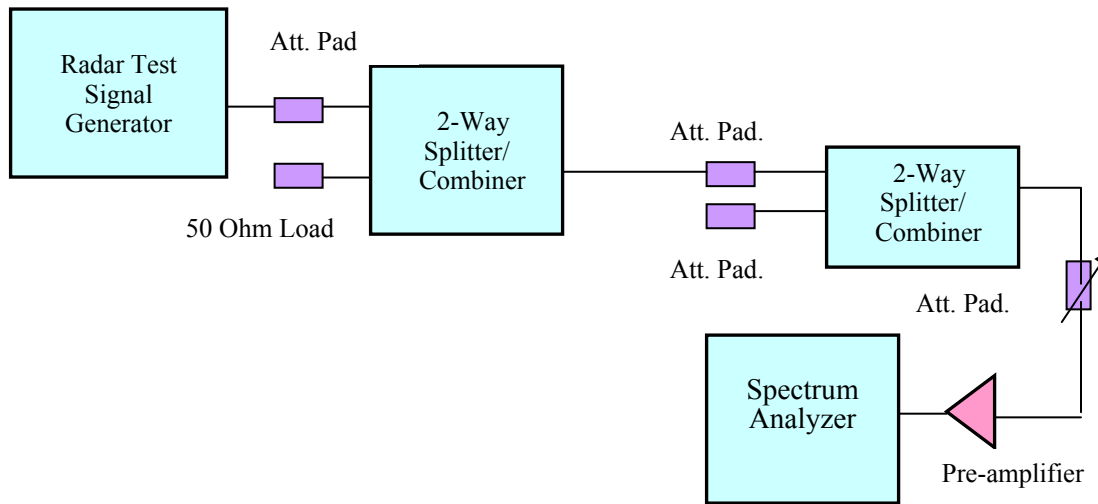 Radar Test
Signal
Generator
Att. Pad
50 Ohm Load
2-Way
Splitter/
Combiner
Att. Pad.
Att. Pad.
2-Way
Splitter/
Combiner
Att. Pad.
Spectrum
Analyzer
Pre-amplifier